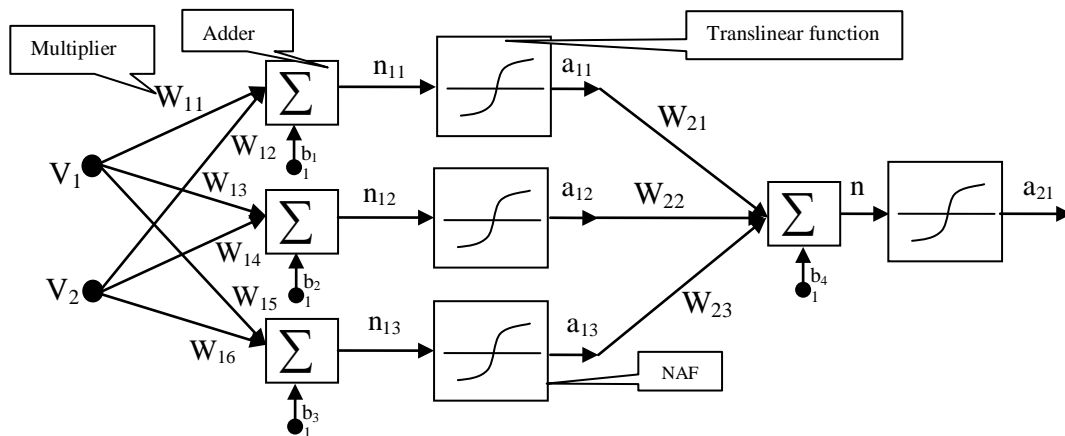 Multiplier
Adder
Translinear function
W11
n11
a11
W21
b1
1
W12
V1
W13
n12
a12
W22
n
a21
W14
b2
1
b4
1
V2
W15
n13
a13
W23
W16
NAF
b3
1
Σ
Σ
Σ
Σ